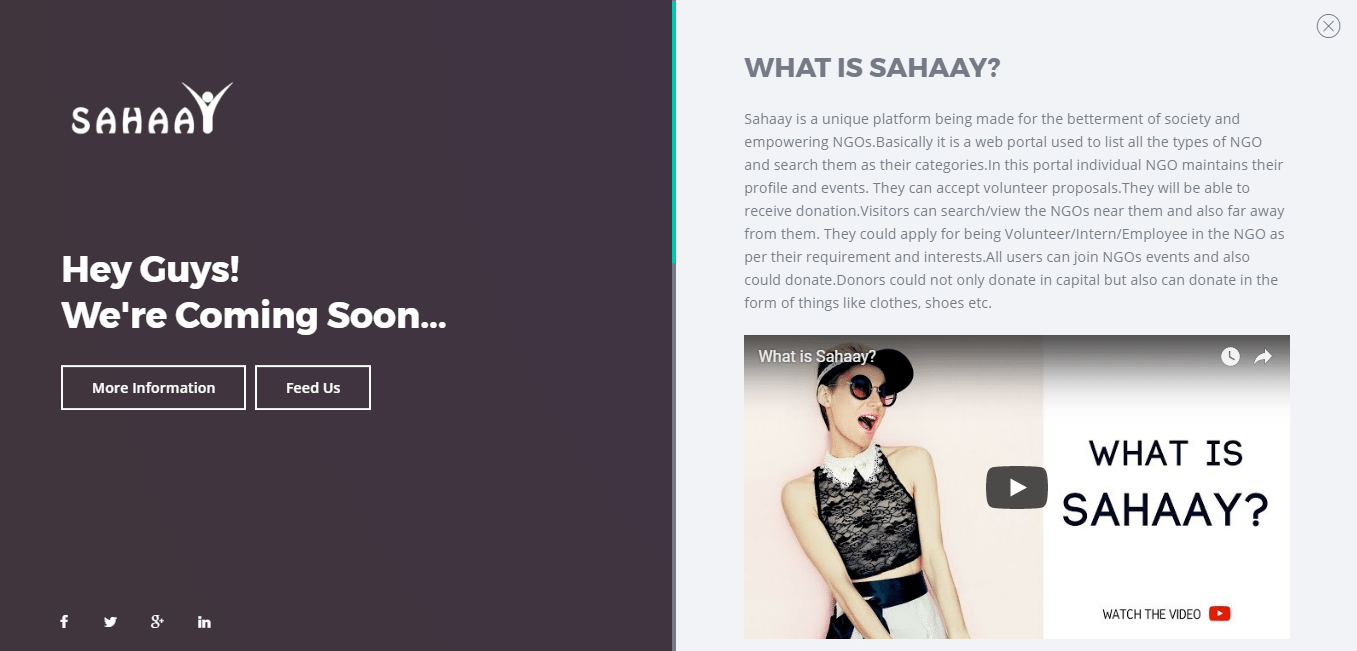 SAHAAY
Hey Guys!
We're Coming Soon...
More Information
Feed Us
WHAT IS SAHAAY?
Sahaay is a unique platform being made for the betterment of society and
empowering NGOs.Basically it is a web portal used to list all the types of NGO
and search them as their categories.In this portal individual NGO maintains their
profile and events. They can accept volunteer proposals.They will be able to
receive donation.Visitors can search/view the NGOs near them and also far away
from them. They could apply for being Volunteer/Intern/Employee in the NGO as
per their requirement and interests.All users can join NGOs events and also
could donate.Donors could not only donate in capital but also can donate in the
form of things like clothes, shoes etc.
What is Sahaay?
WHAT IS
SAHAAY?
WATCH THE VIDEO